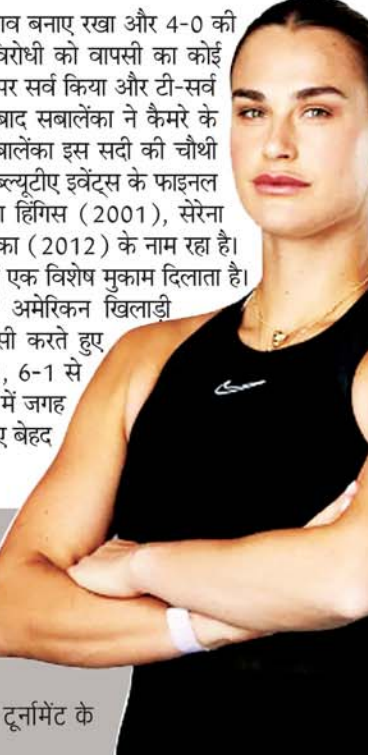 व बनाए रखा और 4-0 की
विरोधी को वापसी का कोई
पर सर्व किया और टी-सर्व
बाद सबालेंका ने कैमरे के
बालेंका इस सदी की चौथी
ब्ल्यूटीए इवेंट्स के फाइनल
हिंगिस (2001), सेरेना
का (2012) के नाम रहा है।
एक विशेष मुकाम दिलाता है।
अमेरिकन खिलाड़ी
सी करते हुए
, 6-1 से
में जगह
बेहद
टूर्नामेंट के